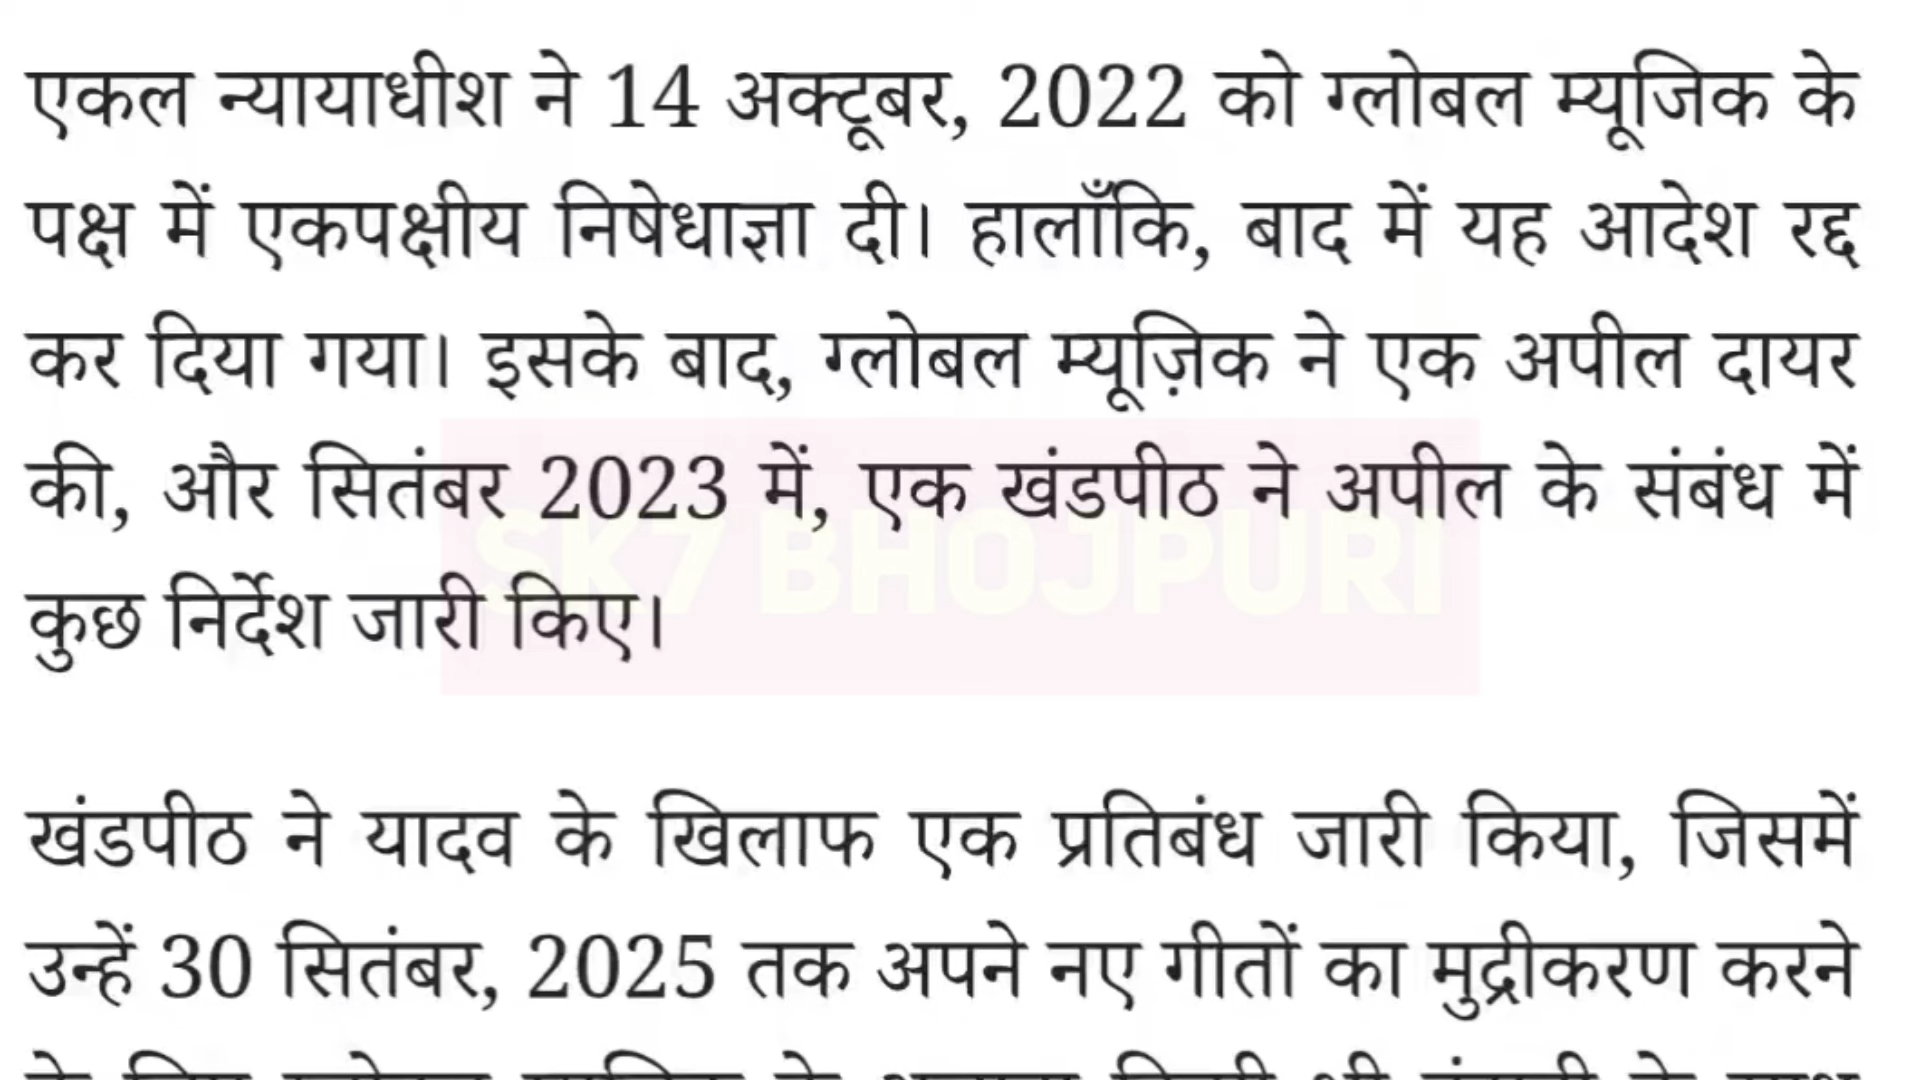 एकल न्यायाधीश ने 14 अक्टूबर, 2022 को ग्लोबल म्यूजिक के
पक्ष में एकपक्षीय निषेधाज्ञा दी। हालाँकि, बाद में यह आदेश रद्द
कर दिया गया। इसके बाद, ग्लोबल म्यूज़िक ने एक अपील दायर
की, और सितंबर 2023 में, एक खंडपीठ ने अपील के संबंध में
SK7 BHOJPURI
कुछ निर्देश जारी किए।
खंडपीठ ने यादव के खिलाफ एक प्रतिबंध जारी किया, जिसमें
उन्हें 30 सितंबर, 2025 तक अपने नए गीतों का मुद्रीकरण करने